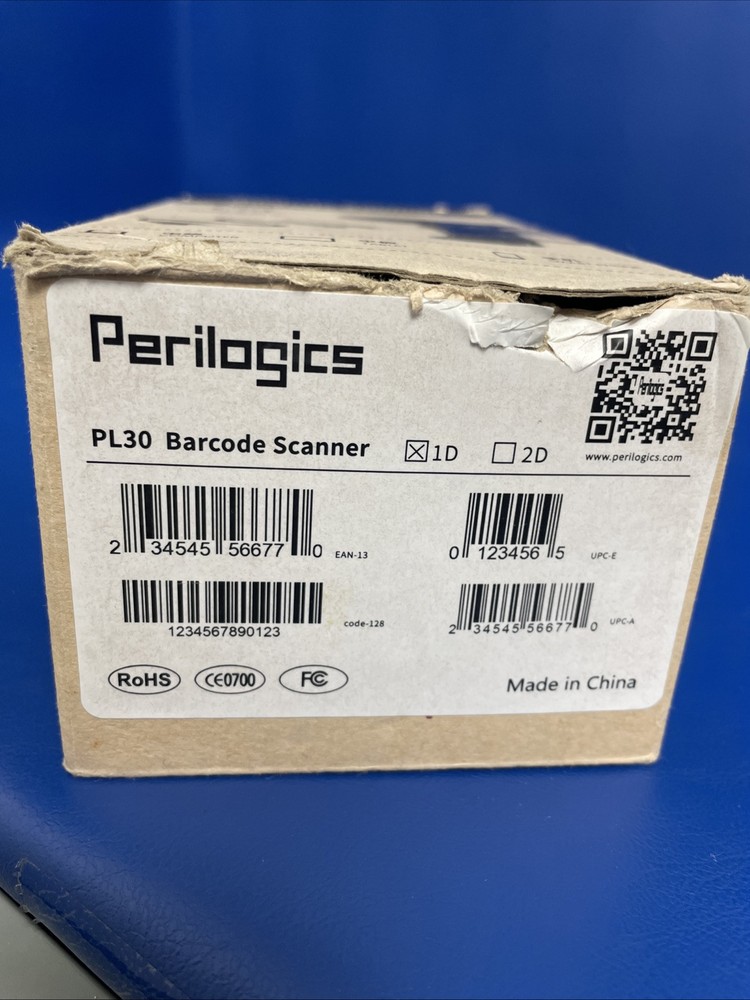 Perilogics
PL30 Barcode Scanner ☒ 1D ☐ 2D
Perilogics
www.perilogics.com
2 34545 56677 0 EAN-13
0 123456 5 UPC-E
1234567890123 code-128
2 34545 56677 0 UPC-A
RoHS CE0700 FC
Made in China